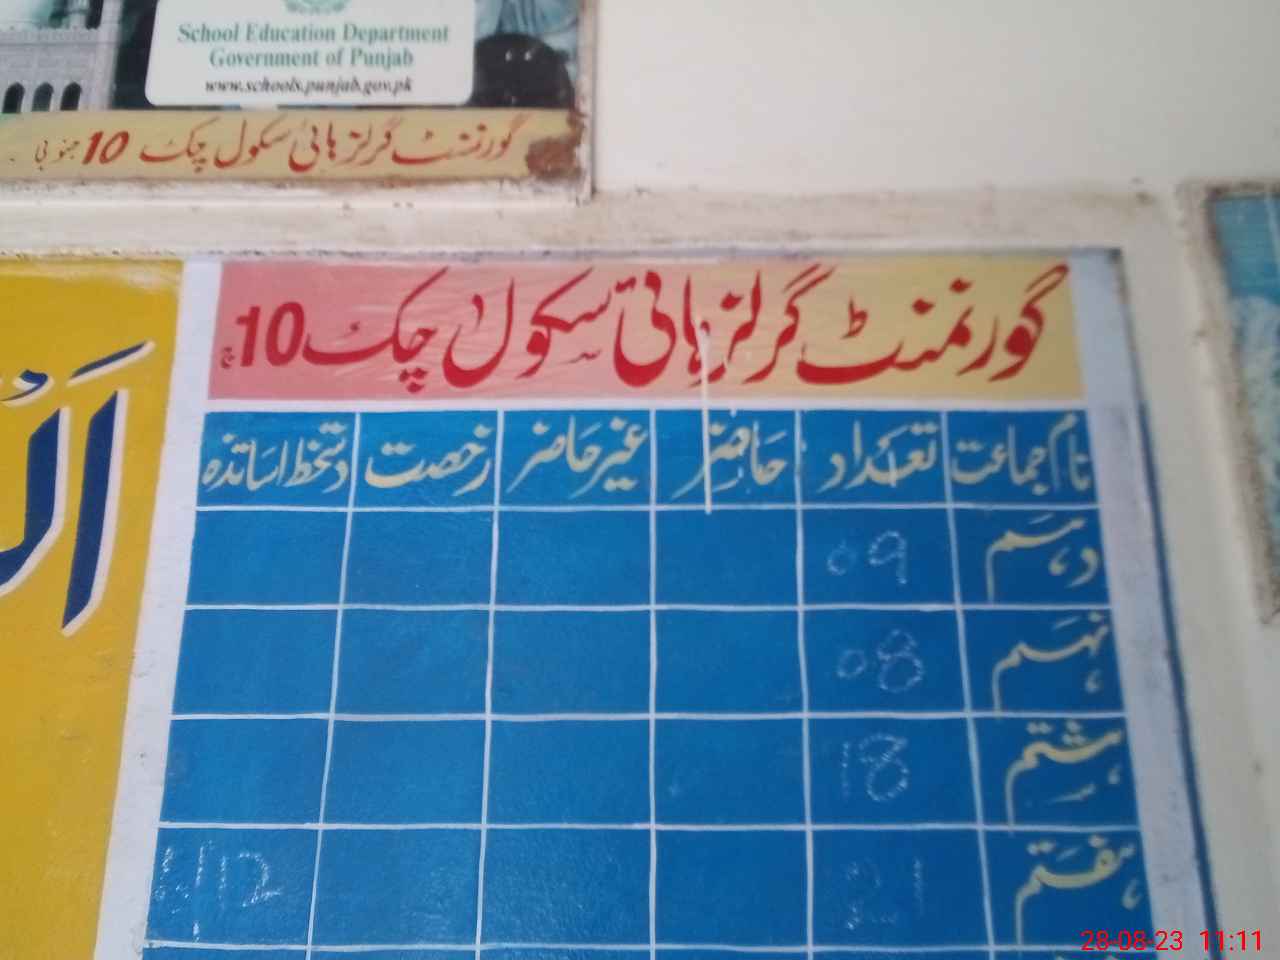 School Education Department
Government of Punjab
www.schools.punjab.gov.pk
گورنمنٹ گرلز ہائی سکول چک 10 جنوبی
گورنمنٹ گرلز ہائی سکول چک 10 ج
نام جماعت تعداد حاضر غیر حاضر رخصت دستخط اساتذہ
دہم 09
نہم 08
ہشتم 18
ہفتم 21
28-08-23 11:11